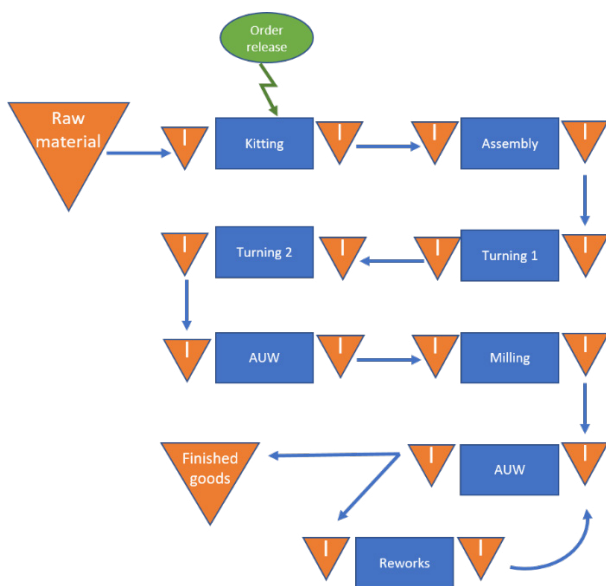 Order
release
Raw
material
I
Kitting
I
I
Assembly
I
I
Turning 2
I
I
Turning 1
I
I
AUW
I
I
Milling
I
Finished
goods
I
AUW
I
I
Reworks
I